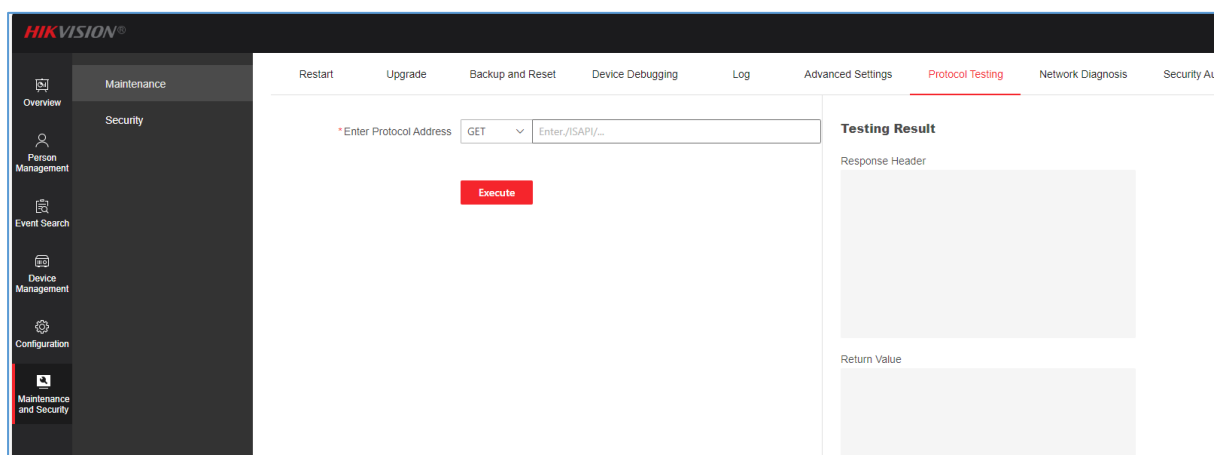 HIKVISION®
Overview
Person
Management
Event Search
Device
Management
Configuration
Maintenance
and Security
Maintenance
Security
Restart Upgrade Backup and Reset Device Debugging Log Advanced Settings Protocol Testing Network Diagnosis Security Au
*Enter Protocol Address GET Enter./ISAPI/...
Execute
Testing Result
Response Header
Return Value